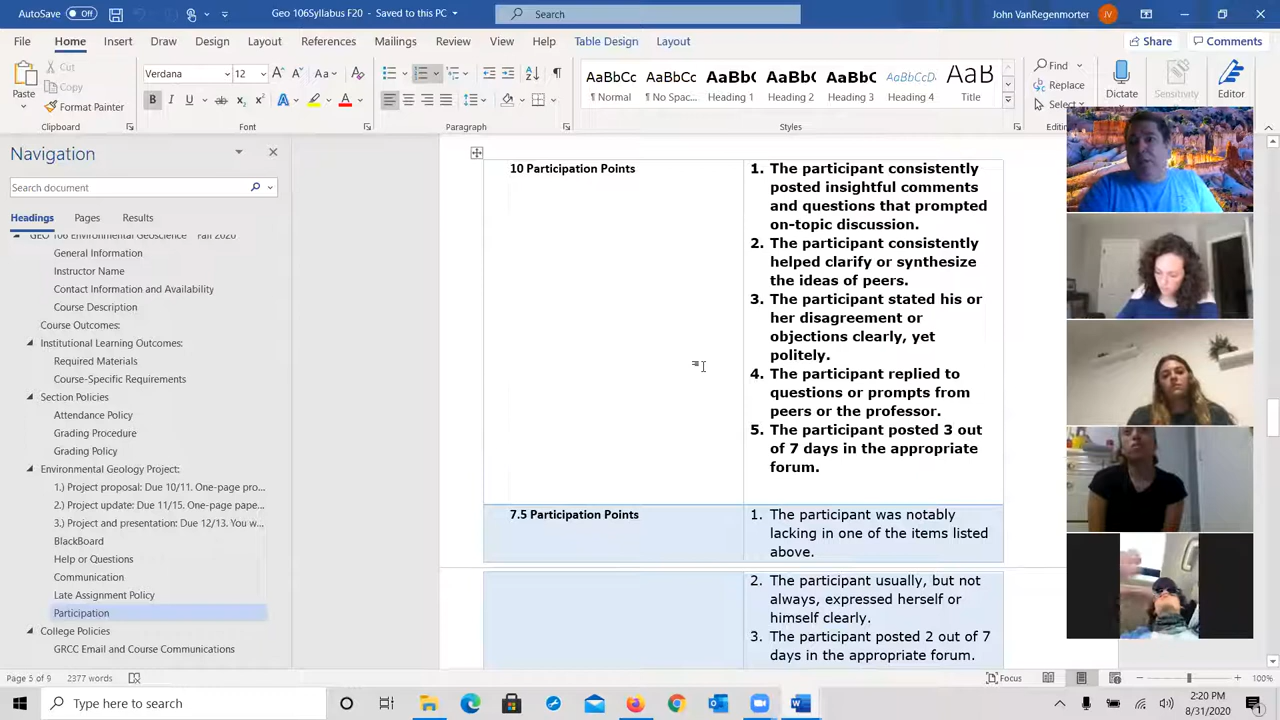 AutoSave Off
Geo 106Syllabus F20 - Saved to this PC
Search
John VanRegenmorter JV
File Home Insert Draw Design Layout References Mailings Review View Help Table Design Layout
Share Comments
Paste
Cut
Copy
Format Painter
Clipboard
Verdana 12
Font
Paragraph
AaBbCc AaBbCc AaBbC AaBbC AaBbC AaBbCcD AaB
¶ Normal ¶ No Spac... Heading 1 Heading 2 Heading 3 Heading 4 Title
Styles
Find
Replace
Select
Dictate Sensitivity Editor
Navigation
Search document
Headings Pages Results
GEO 106 Environmental Geoscience Fall 2020
General Information
Instructor Name
Contact Information and Availability
Course Description
Course Outcomes:
Institutional Learning Outcomes:
Required Materials
Course-Specific Requirements
Section Policies
Attendance Policy
Grading Procedure
Grading Policy
Environmental Geology Project:
1.) Project proposal: Due 10/11. One-page pro...
2.) Project update: Due 11/15. One-page pape...
3.) Project and presentation: Due 12/13. You w...
BlackBoard
Help or Questions
Communication
Late Assignment Policy
Participation
College Policies
GRCC Email and Course Communications
10 Participation Points
1. The participant consistently
posted insightful comments
and questions that prompted
on-topic discussion.
2. The participant consistently
helped clarify or synthesize
the ideas of peers.
3. The participant stated his or
her disagreement or
objections clearly, yet
politely.
4. The participant replied to
questions or prompts from
peers or the professor.
5. The participant posted 3 out
of 7 days in the appropriate
forum.
7.5 Participation Points
1. The participant was notably
lacking in one of the items listed
above.
2. The participant usually, but not
always, expressed herself or
himself clearly.
3. The participant posted 2 out of 7
days in the appropriate forum.
Page 5 of 9 2377 words
Focus
100%
Type here to search
2:20 PM
8/31/2020